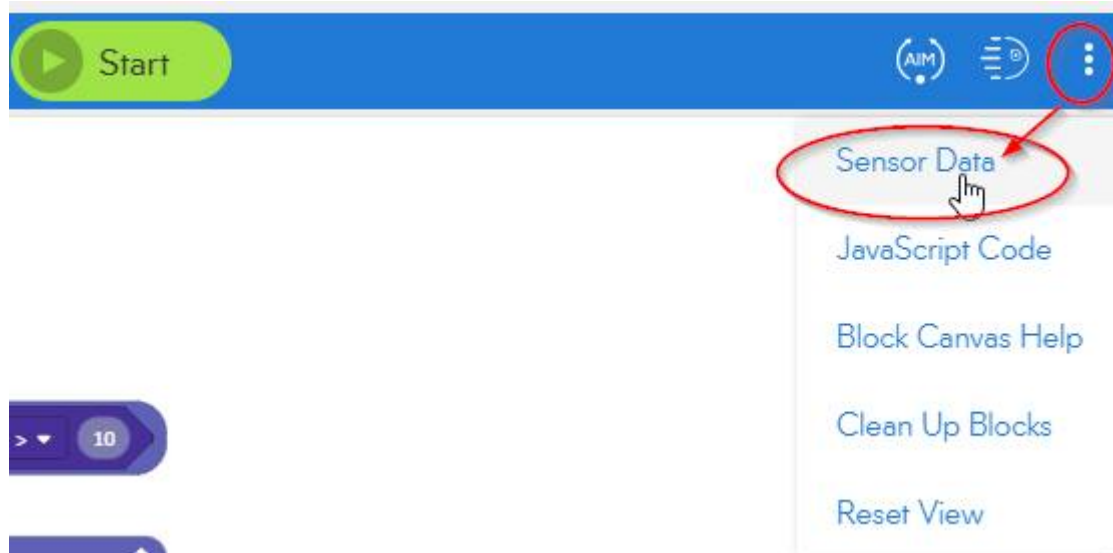 Start
AIM
Sensor Data
JavaScript Code
Block Canvas Help
> 10
Clean Up Blocks
Reset View